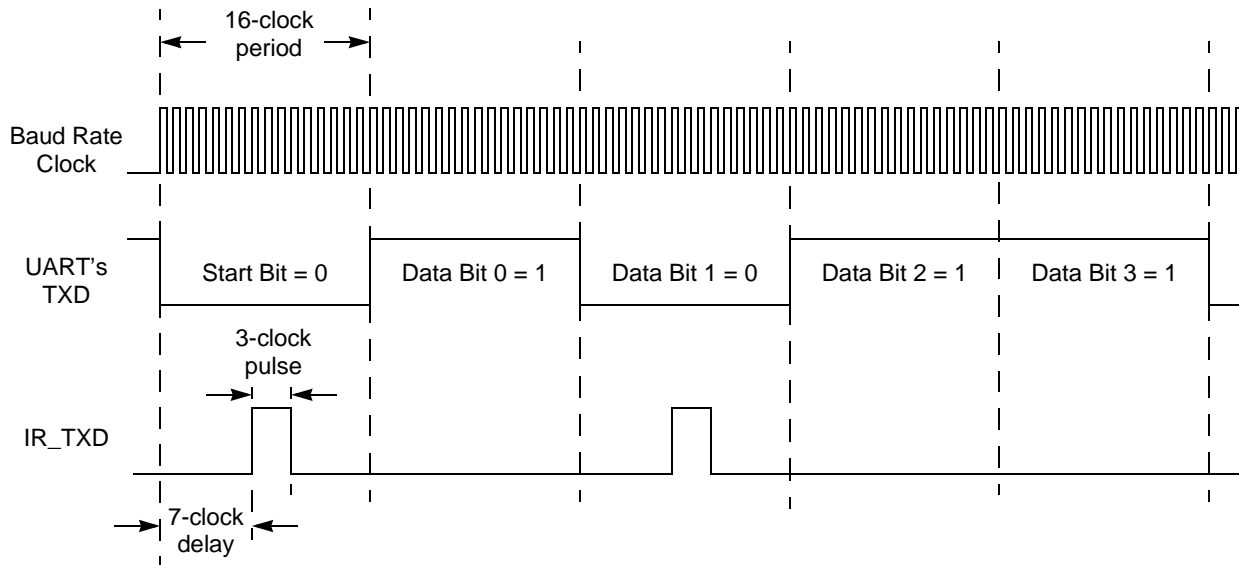 16-clock
period
Baud Rate
Clock
UART's
TXD
Start Bit = 0
Data Bit 0 = 1
Data Bit 1 = 0
Data Bit 2 = 1
Data Bit 3 = 1
3-clock
pulse
IR_TXD
7-clock
delay